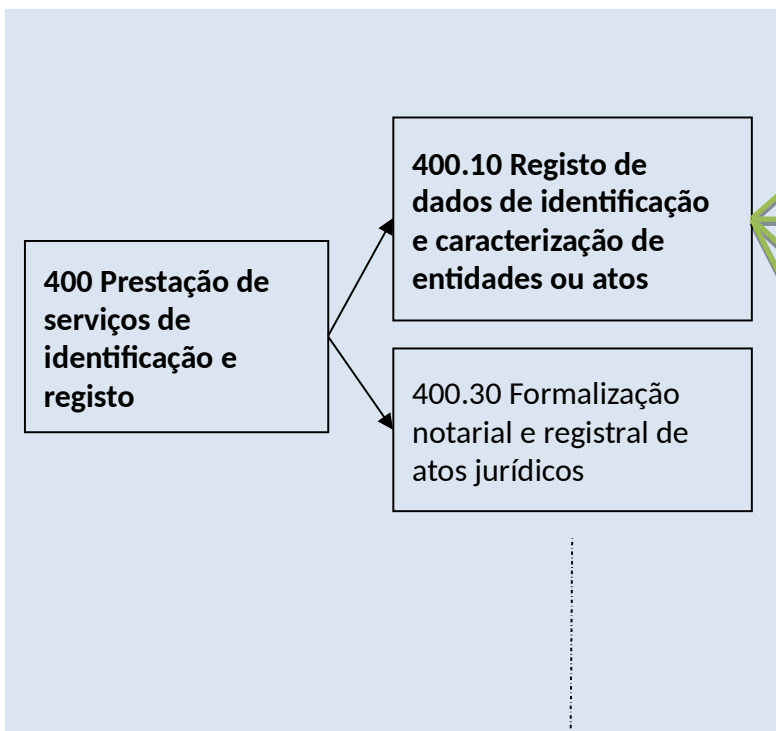 400 Prestação de
serviços de
identificação e
registo
400.10 Registo de
dados de identificação
e caracterização de
entidades ou atos
400.30 Formalização
notarial e registral de
atos jurídicos